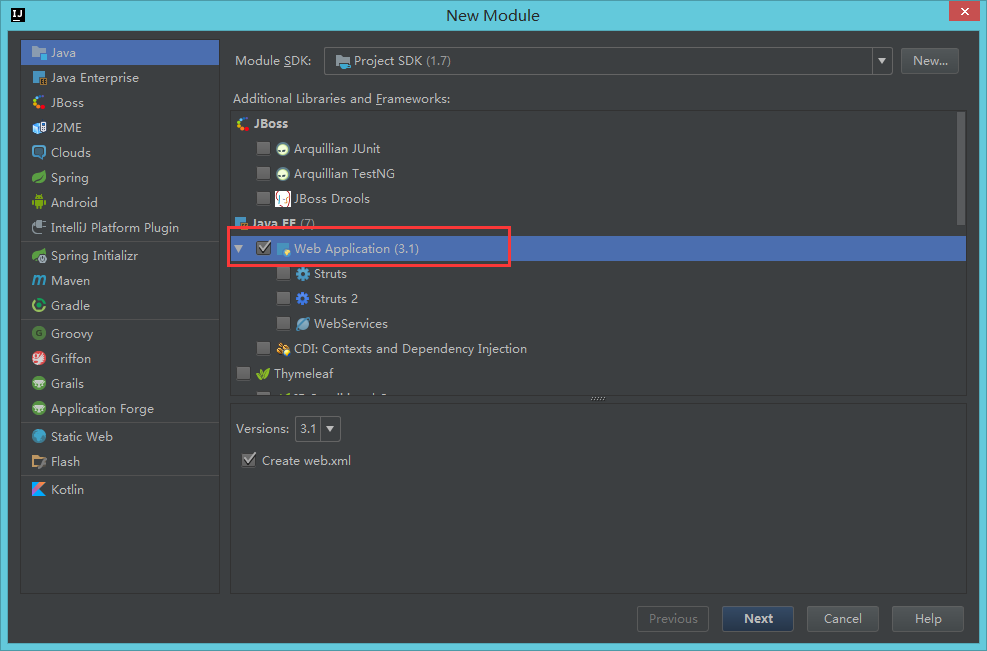 New Module
Java
Java Enterprise
JBoss
J2ME
Clouds
Spring
Android
IntelliJ Platform Plugin
Spring Initializr
Maven
Gradle
Groovy
Griffon
Grails
Application Forge
Static Web
Flash
Kotlin
Module SDK: Project SDK (1.7) New...
Additional Libraries and Frameworks:
JBoss
Arquillian JUnit
Arquillian TestNG
JBoss Drools
Java EE (7)
Web Application (3.1)
Struts
Struts 2
WebServices
CDI: Contexts and Dependency Injection
Thymeleaf
Versions: 3.1
Create web.xml
Previous Next Cancel Help